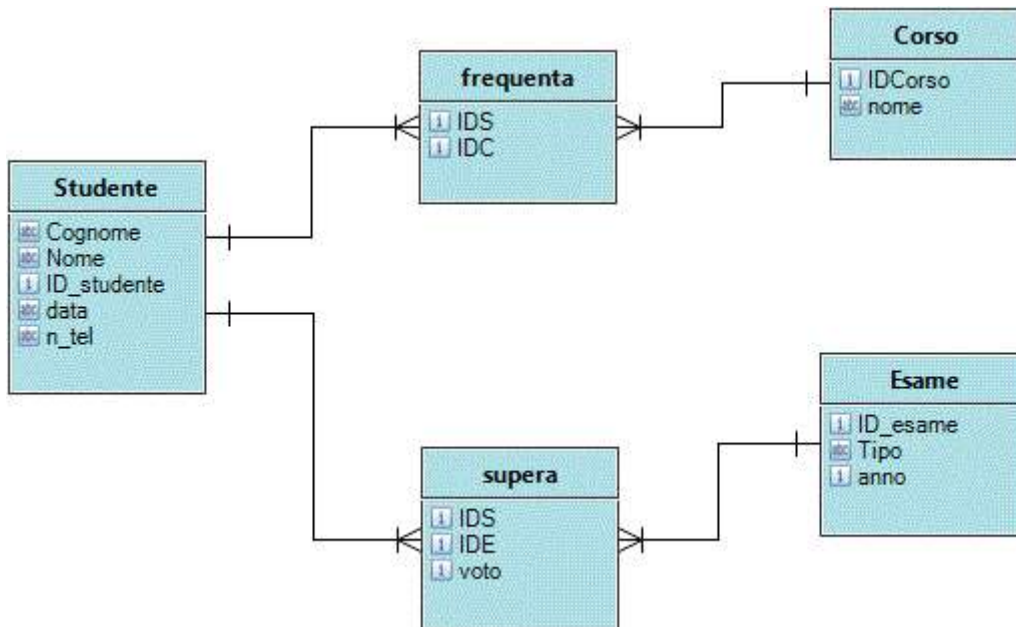 Studente
Cognome
Nome
ID_studente
data
n_tel
frequenta
IDS
IDC
Corso
IDCorso
nome
supera
IDS
IDE
voto
Esame
ID_esame
Tipo
anno